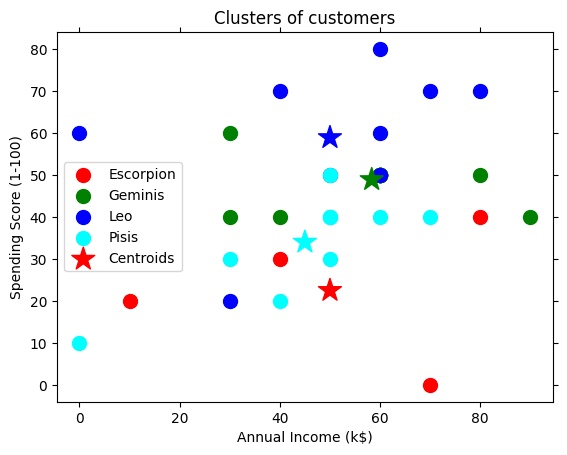 Clusters of customers
80
70
60
50
40
30
20
10
0
Spending Score (1-100)
Escorpion
Geminis
Leo
Pisis
Centroids
0
20
40
60
80
Annual Income (k$)